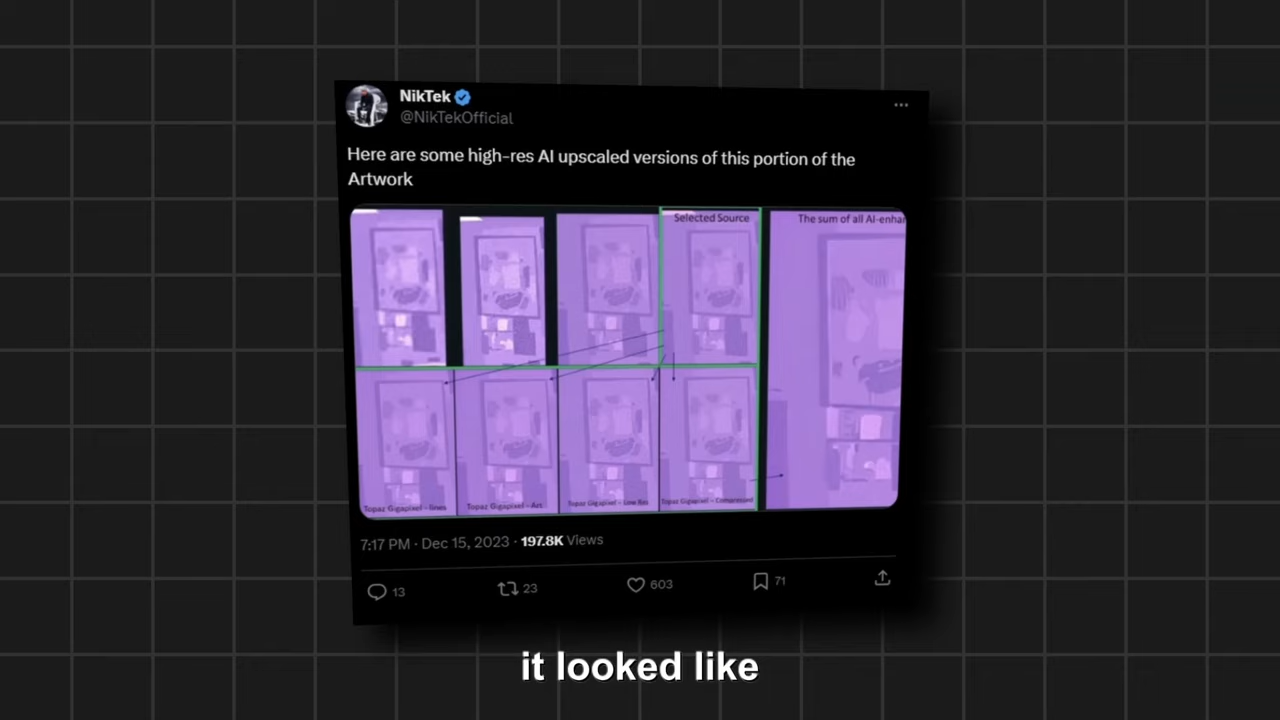 NikTek
@NikTekOfficial
Here are some high-res AI upscaled versions of this portion of the
Artwork
Selected Source
The sum of all AI-enhan
Topaz Gigapixel - lines
Topaz Gigapixel - Art
Topaz Gigapixel - Low Res
Topaz Gigapixel - Compressed
7:17 PM · Dec 15, 2023 · 197.8K Views
13
23
603
71
it looked like